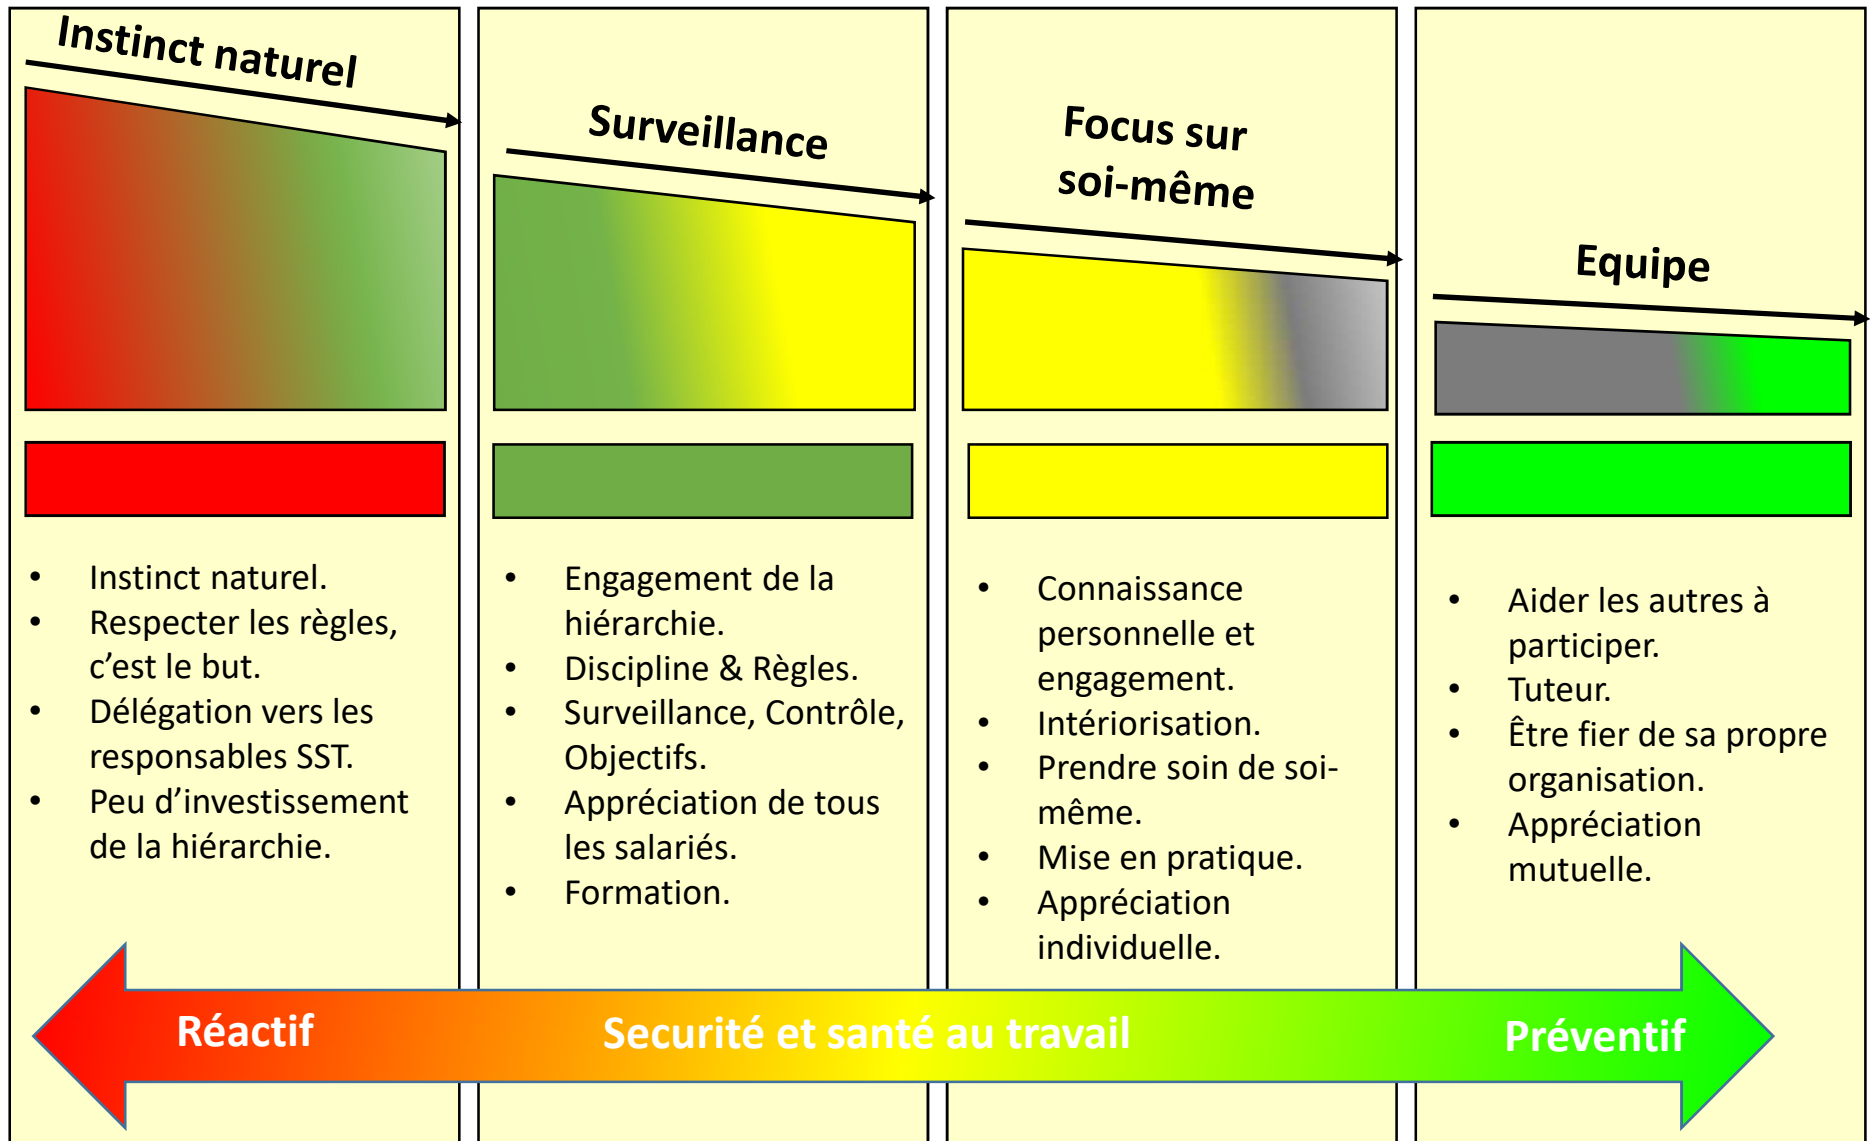 Instinct naturel
• Instinct naturel.
• Respecter les règles,
c’est le but.
• Délégation vers les
responsables SST.
• Peu d’investissement
de la hiérarchie.
Surveillance
• Engagement de la
hiérarchie.
• Discipline & Règles.
• Surveillance, Contrôle,
Objectifs.
• Appréciation de tous
les salariés.
• Formation.
Focus sur
soi-même
• Connaissance
personnelle et
engagement.
• Intériorisation.
• Prendre soin de soi-
même.
• Mise en pratique.
• Appréciation
individuelle.
Equipe
• Aider les autres à
participer.
• Tuteur.
• Être fier de sa propre
organisation.
• Appréciation
mutuelle.
Réactif
Securité et santé au travail
Préventif